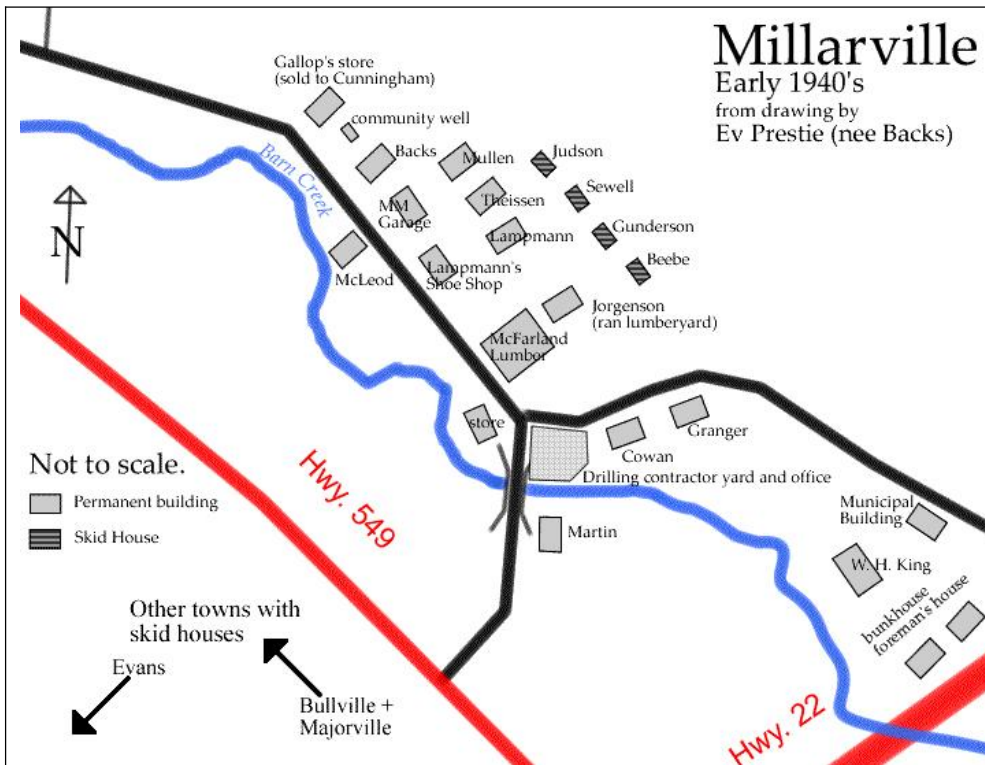 Millarville
Early 1940's
from drawing by
Ev Prestie (nee Backs)
Gallop's store
(sold to Cunningham)
community well
Backs
Mullen
Judson
Sewell
Theissen
MM
Garage
Gunderson
Lampmann
Barn Creek
N
McLeod
Lampmann's
Shoe Shop
Beebe
Jorgenson
(ran lumberyard)
McFarland
Lumber
store
Granger
Cowan
Drilling contractor yard and office
Not to scale.
Permanent building
Skid House
Hwy. 549
Martin
Municipal
Building
W. H. King
bunkhouse
foreman's house
Other towns with
skid houses
Evans
Bullville +
Majorville
Hwy. 22